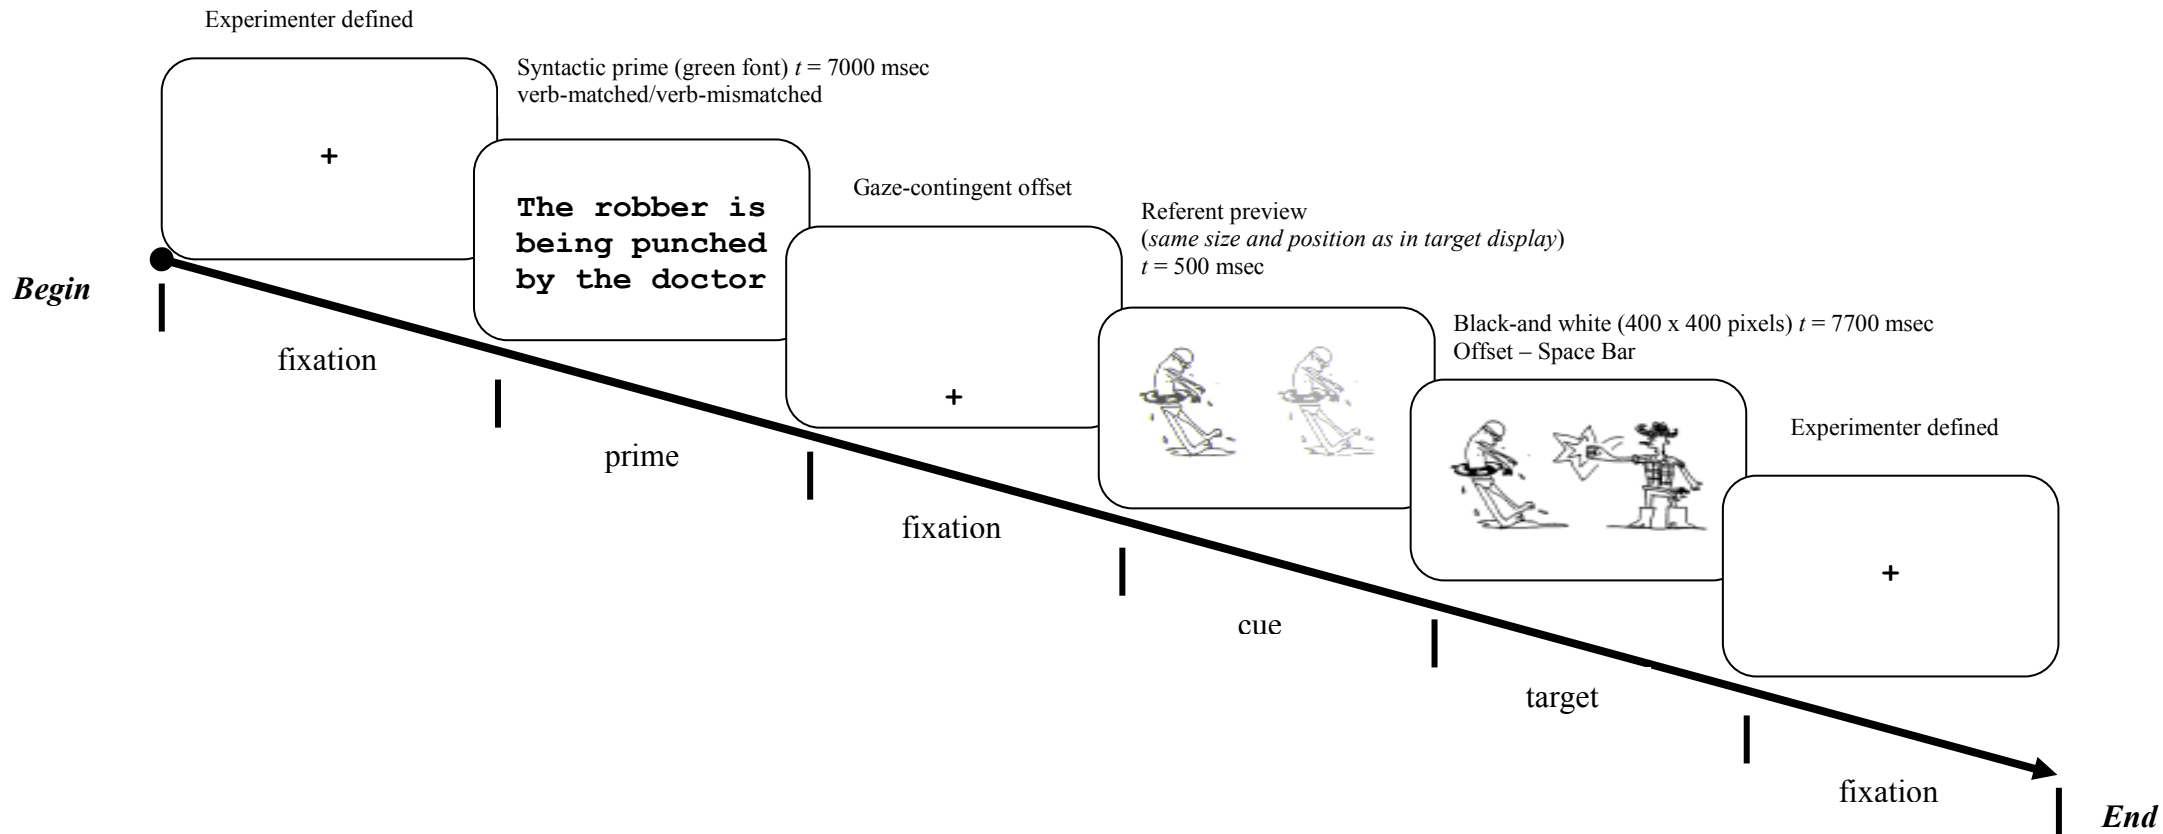 Experimenter defined
+
Syntactic prime (green font) t = 7000 msec
verb-matched/verb-mismatched
The robber is
being punched
by the doctor
Gaze-contingent offset
+
Referent preview
(same size and position as in target display)
t = 500 msec
Black-and white (400 x 400 pixels) t = 7700 msec
Offset – Space Bar
Experimenter defined
+
Begin
fixation
prime
fixation
cue
target
fixation
End